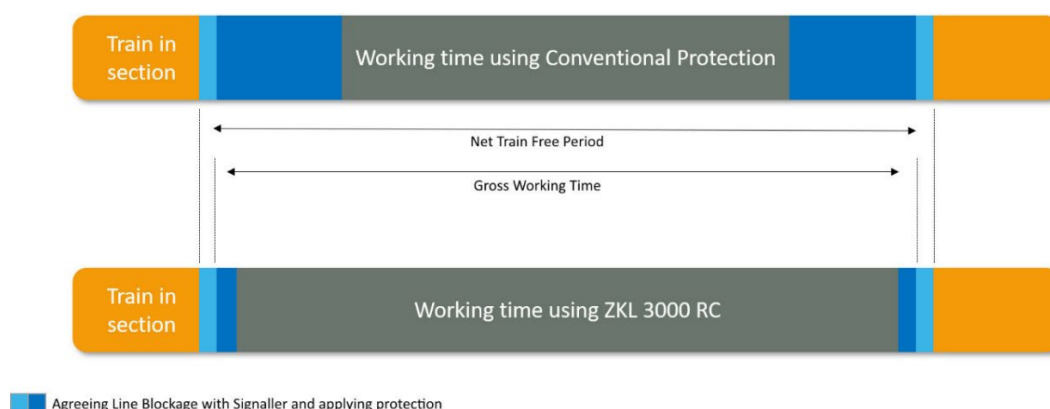 Train in
section
Working time using Conventional Protection
Net Train Free Period
Gross Working Time
Train in
section
Working time using ZKL 3000 RC
Agreeing Line Blockage with Signaller and applying protection